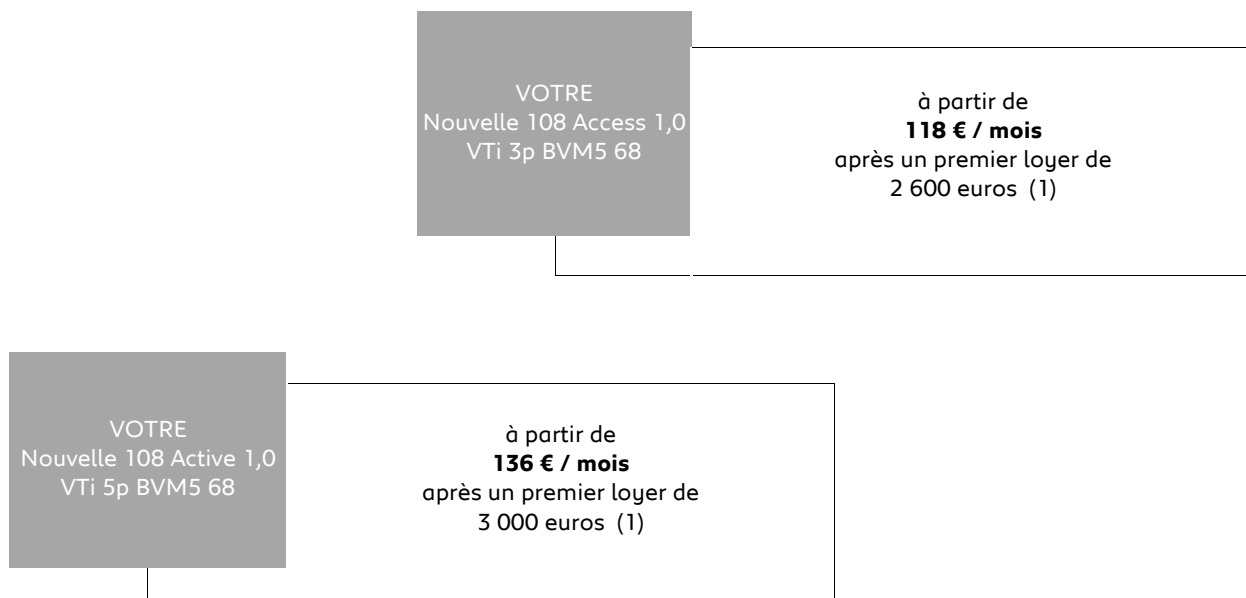 VOTRE
Nouvelle 108 Access 1,0
VTi 3p BVM5 68
à partir de
118 € / mois
après un premier loyer de
2 600 euros (1)
VOTRE
Nouvelle 108 Active 1,0
VTi 5p BVM5 68
à partir de
136 € / mois
après un premier loyer de
3 000 euros (1)